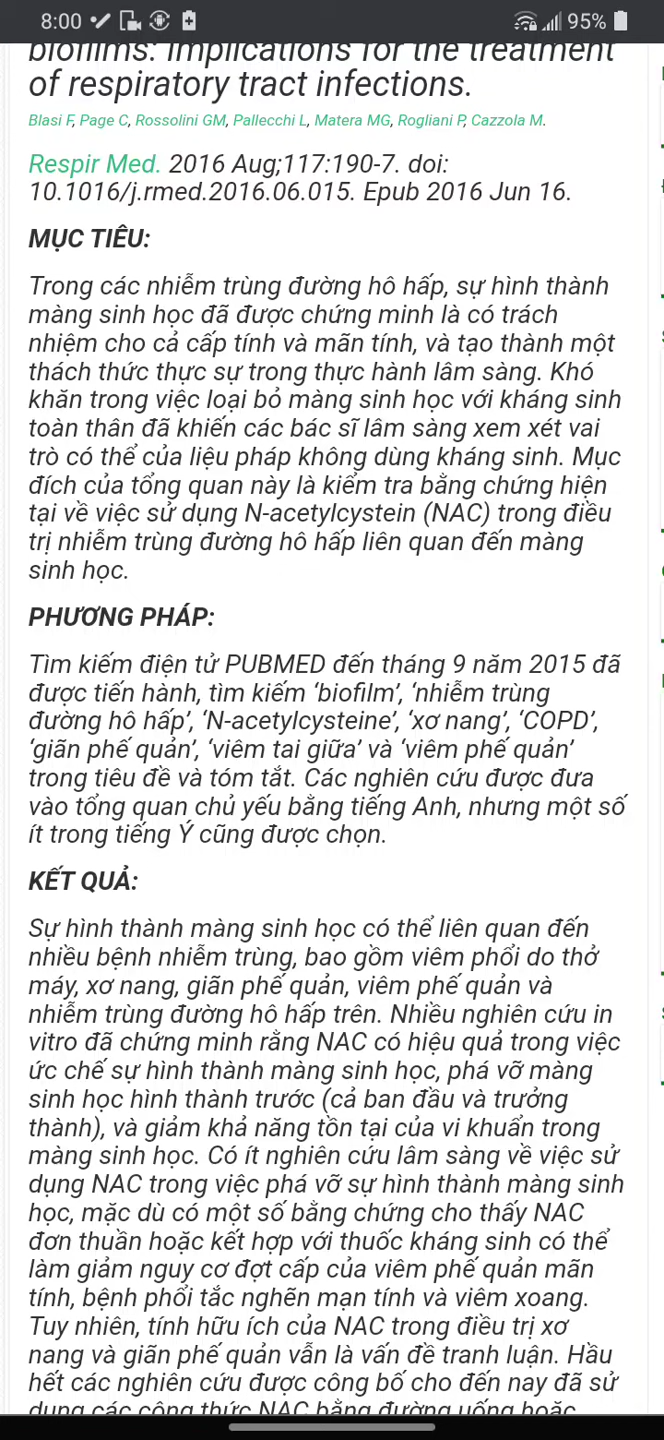 8:00
95%
biofilms: implications for the treatment
of respiratory tract infections.
Blasi F, Page C, Rossolini GM, Pallecchi L, Matera MG, Rogliani P, Cazzola M.
Respir Med. 2016 Aug;117:190-7. doi:
10.1016/j.rmed.2016.06.015. Epub 2016 Jun 16.
MỤC TIÊU:
Trong các nhiễm trùng đường hô hấp, sự hình thành
màng sinh học đã được chứng minh là có trách
nhiệm cho cả cấp tính và mãn tính, và tạo thành một
thách thức thực sự trong thực hành lâm sàng. Khó
khăn trong việc loại bỏ màng sinh học với kháng sinh
toàn thân đã khiến các bác sĩ lâm sàng xem xét vai
trò có thể của liệu pháp không dùng kháng sinh. Mục
đích của tổng quan này là kiểm tra bằng chứng hiện
tại về việc sử dụng N-acetylcystein (NAC) trong điều
trị nhiễm trùng đường hô hấp liên quan đến màng
sinh học.
PHƯƠNG PHÁP:
Tìm kiếm điện tử PUBMED đến tháng 9 năm 2015 đã
được tiến hành, tìm kiếm ‘biofilm’, ‘nhiễm trùng
đường hô hấp’, ‘N-acetylcysteine’, ‘xơ nang’, ‘COPD’,
‘giãn phế quản’, ‘viêm tai giữa’ và ‘viêm phế quản’
trong tiêu đề và tóm tắt. Các nghiên cứu được đưa
vào tổng quan chủ yếu bằng tiếng Anh, nhưng một số
ít trong tiếng Ý cũng được chọn.
KẾT QUẢ:
Sự hình thành màng sinh học có thể liên quan đến
nhiều bệnh nhiễm trùng, bao gồm viêm phổi do thở
máy, xơ nang, giãn phế quản, viêm phế quản và
nhiễm trùng đường hô hấp trên. Nhiều nghiên cứu in
vitro đã chứng minh rằng NAC có hiệu quả trong việc
ức chế sự hình thành màng sinh học, phá vỡ màng
sinh học hình thành trước (cả ban đầu và trưởng
thành), và giảm khả năng tồn tại của vi khuẩn trong
màng sinh học. Có ít nghiên cứu lâm sàng về việc sử
dụng NAC trong việc phá vỡ sự hình thành màng sinh
học, mặc dù có một số bằng chứng cho thấy NAC
đơn thuần hoặc kết hợp với thuốc kháng sinh có thể
làm giảm nguy cơ đợt cấp của viêm phế quản mãn
tính, bệnh phổi tắc nghẽn mạn tính và viêm xoang.
Tuy nhiên, tính hữu ích của NAC trong điều trị xơ
nang và giãn phế quản vẫn là vấn đề tranh luận. Hầu
hết các nghiên cứu được công bố cho đến nay đã sử
dụng các công thức NAC bằng đường uống hoặc